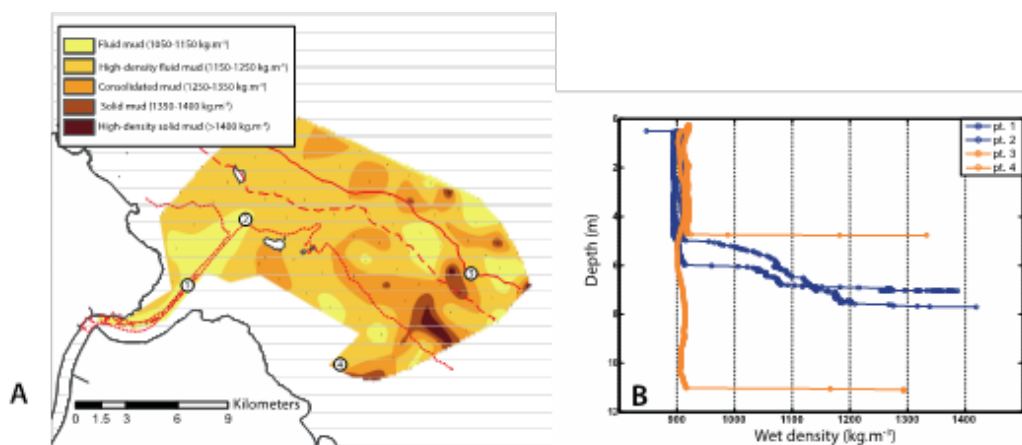 Fluid mud (1050-1150 kg.m⁻³)
High-density fluid mud (1150-1250 kg.m⁻³)
Consolidated mud (1250-1350 kg.m⁻³)
Solid mud (1350-1400 kg.m⁻³)
High-density solid mud (>1400 kg.m⁻³)
2
1
3
4
A
Kilometers
0 1.5 3 6 9
pt. 1
pt. 2
pt. 3
pt. 4
2
4
6
8
12
Depth (m)
B
900 1000 1100 1200 1300 1400
Wet density (kg.m⁻³)